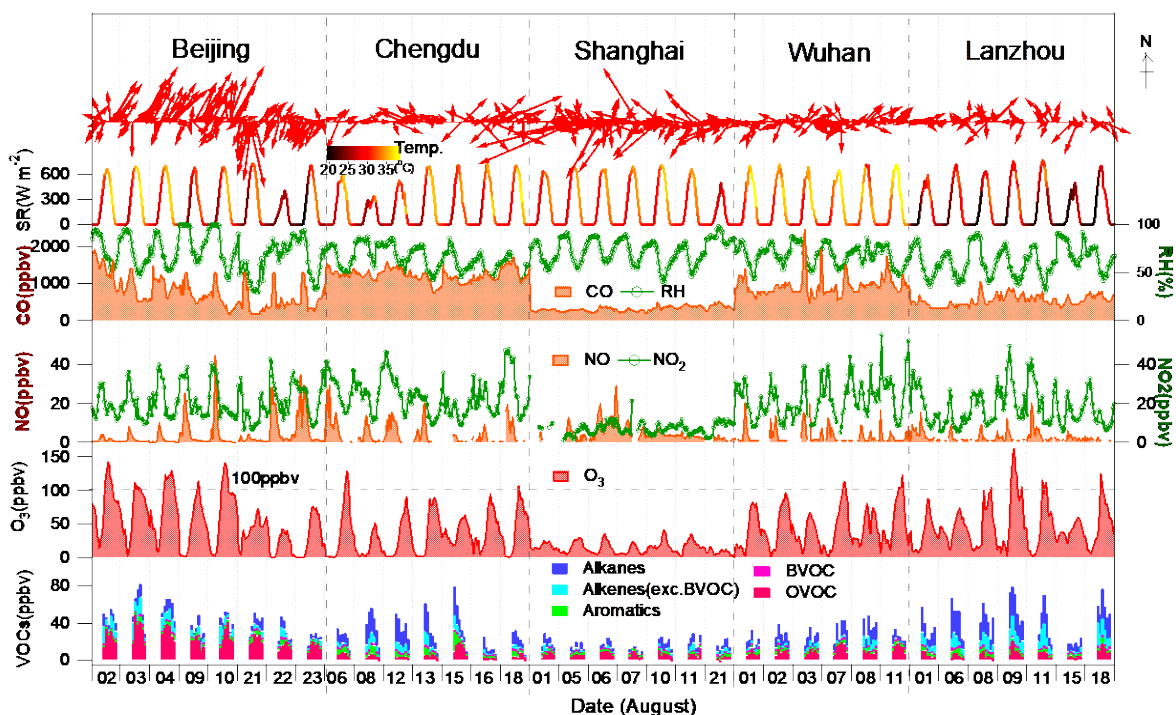 Beijing Chengdu Shanghai Wuhan Lanzhou N
Temp.
(°C)
20 25 30 35
SR(W m-2)
600
300
0
100
50
0
RH(%)
CO(ppbv)
2000
1000
0
CO RH
NO(ppbv)
40
20
0
NO NO2
40
20
0
NO2(ppbv)
O3(ppbv)
150
100
50
0
100ppbv
O3
VOCs(ppbv)
80
40
0
Alkanes BVOC
Alkenes(exc.BVOC) OVOC
Aromatics
02 03 04 09 10 21 22 23 06 08 12 13 15 16 18 01 05 06 07 10 11 21 01 02 03 07 08 11 01 06 08 09 11 15 18
Date (August)